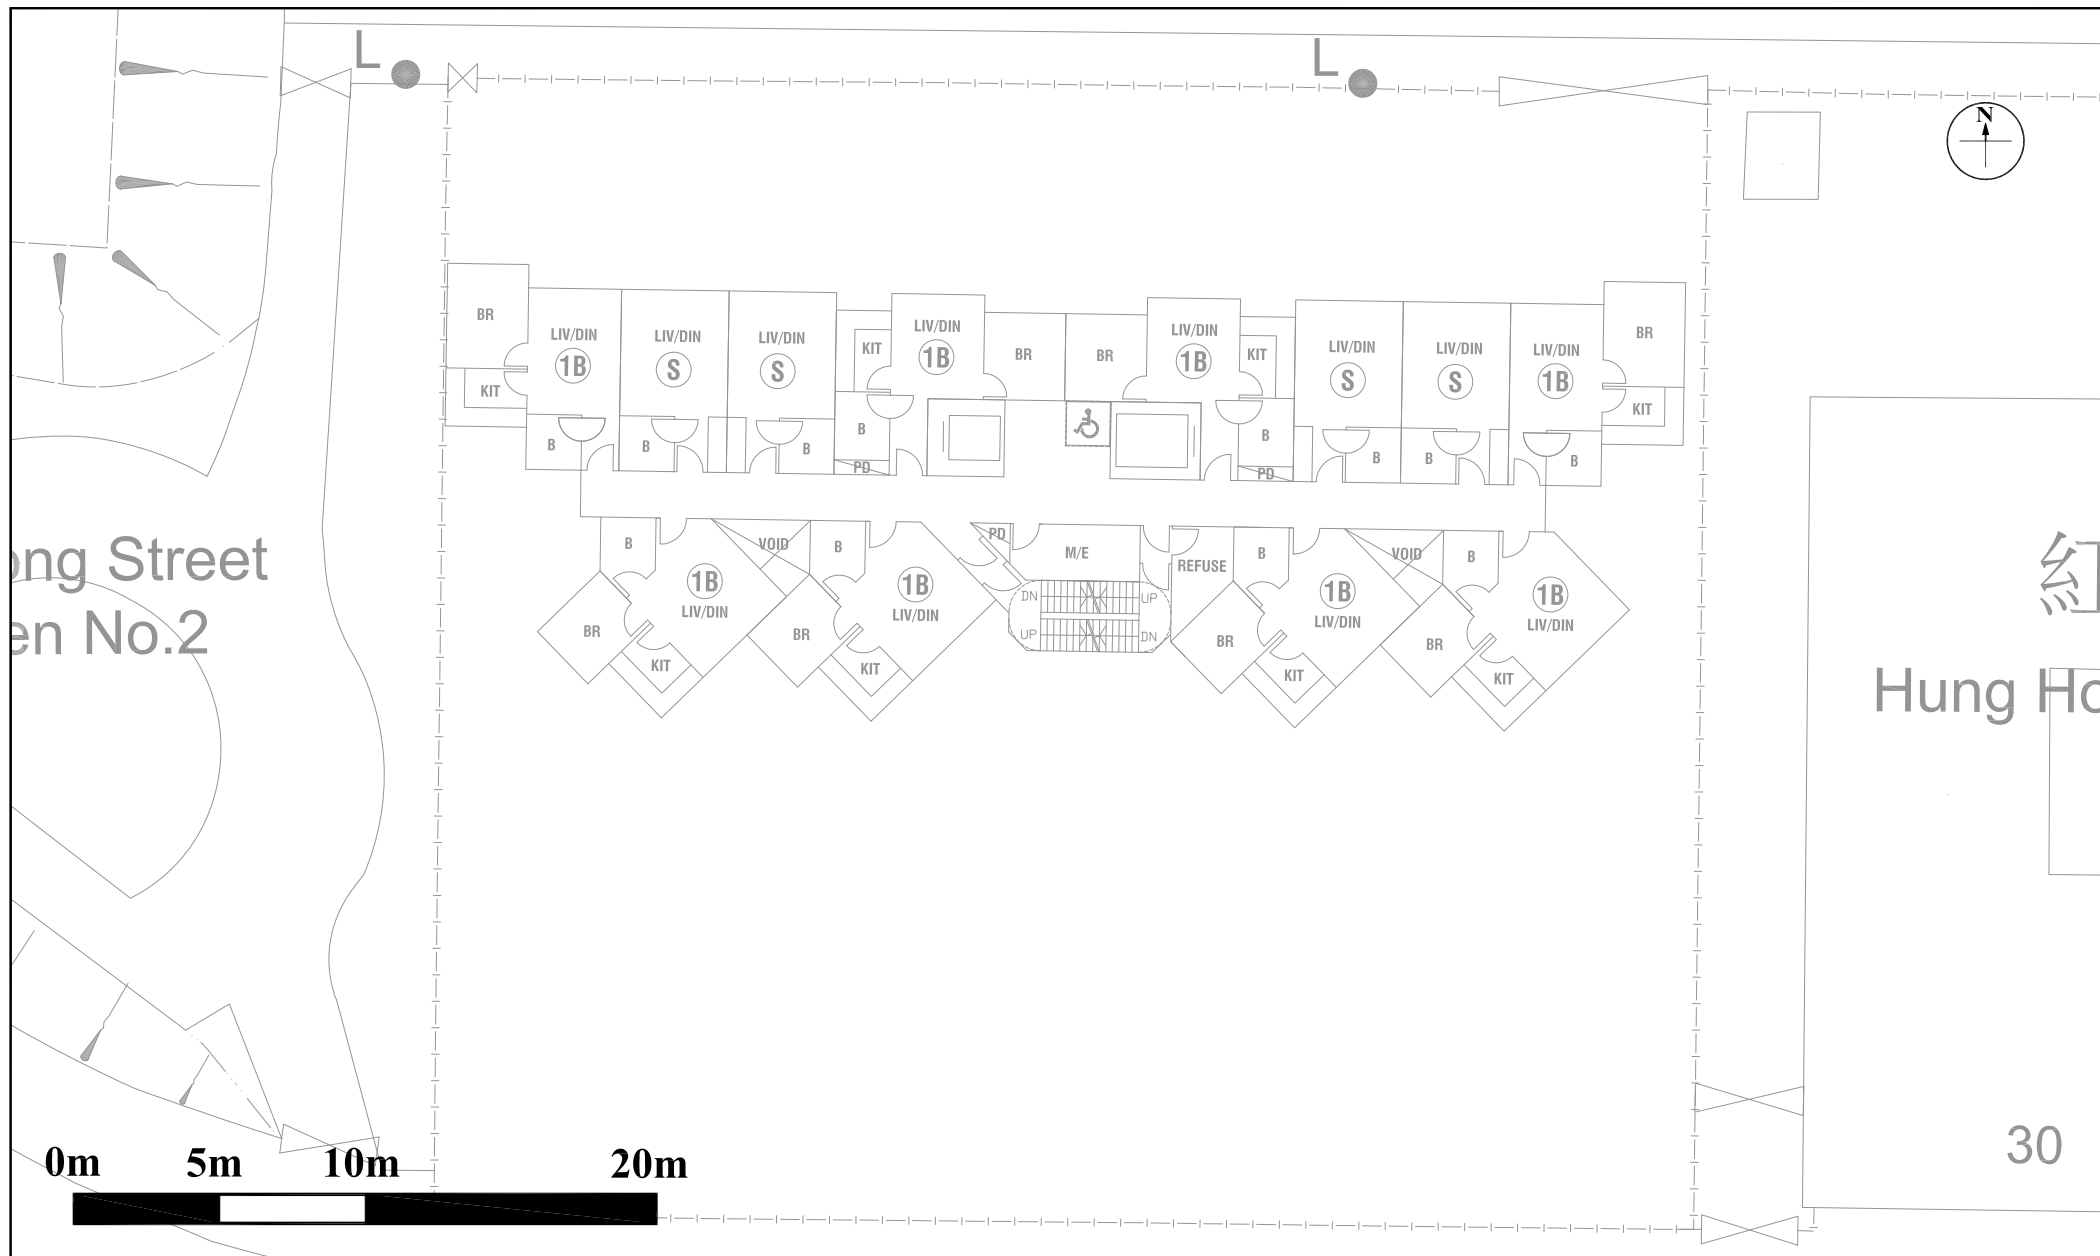 L
L
N
BR
LIV/DIN
1B
KIT
B
LIV/DIN
S
B
LIV/DIN
S
B
KIT
LIV/DIN
1B
B
PD
BR
BR
LIV/DIN
1B
KIT
B
PD
LIV/DIN
S
B
LIV/DIN
S
B
LIV/DIN
1B
B
BR
KIT
B
1B
LIV/DIN
BR
KIT
VOID
B
1B
LIV/DIN
BR
KIT
PD
M/E
REFUSE
DN
UP
UP
DN
B
1B
LIV/DIN
BR
KIT
VOID
B
1B
LIV/DIN
BR
KIT
ong Street
en No.2
紅
Hung Ho
30
0m 5m 10m 20m